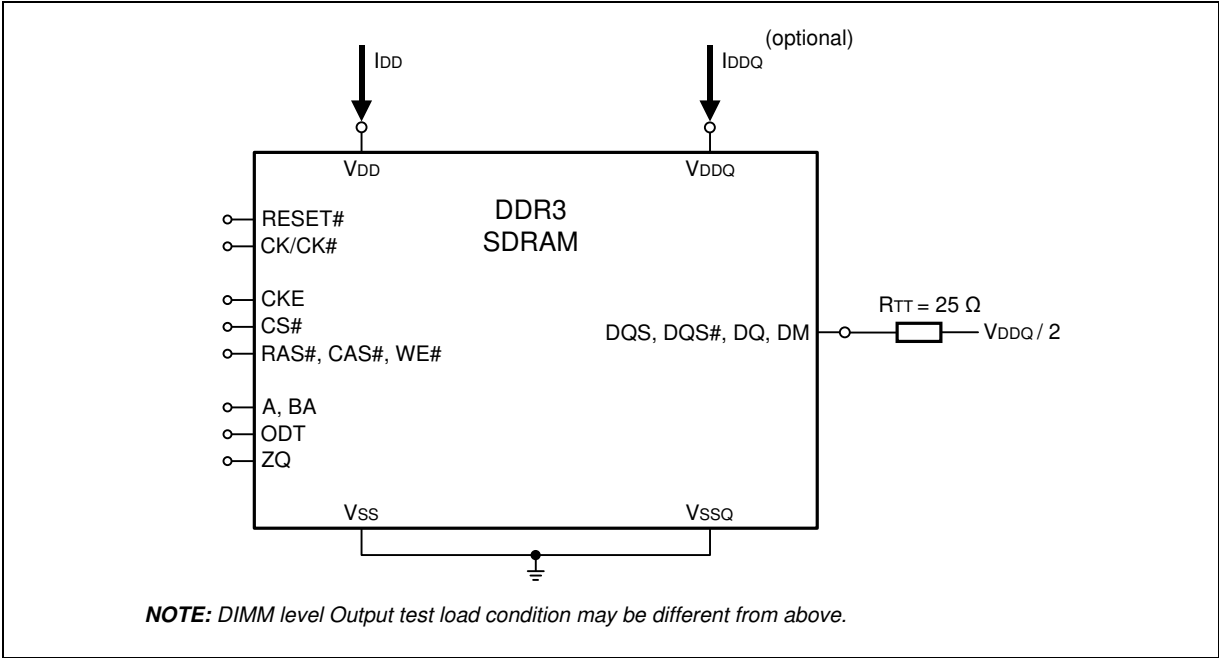 (optional)
IDD
IDDQ
VDD
VDDQ
DDR3
SDRAM
RESET#
CK/CK#
CKE
CS#
RAS#, CAS#, WE#
A, BA
ODT
ZQ
DQS, DQS#, DQ, DM
RTT = 25 Ω
VDDQ / 2
VSS
VSSQ
NOTE: DIMM level Output test load condition may be different from above.